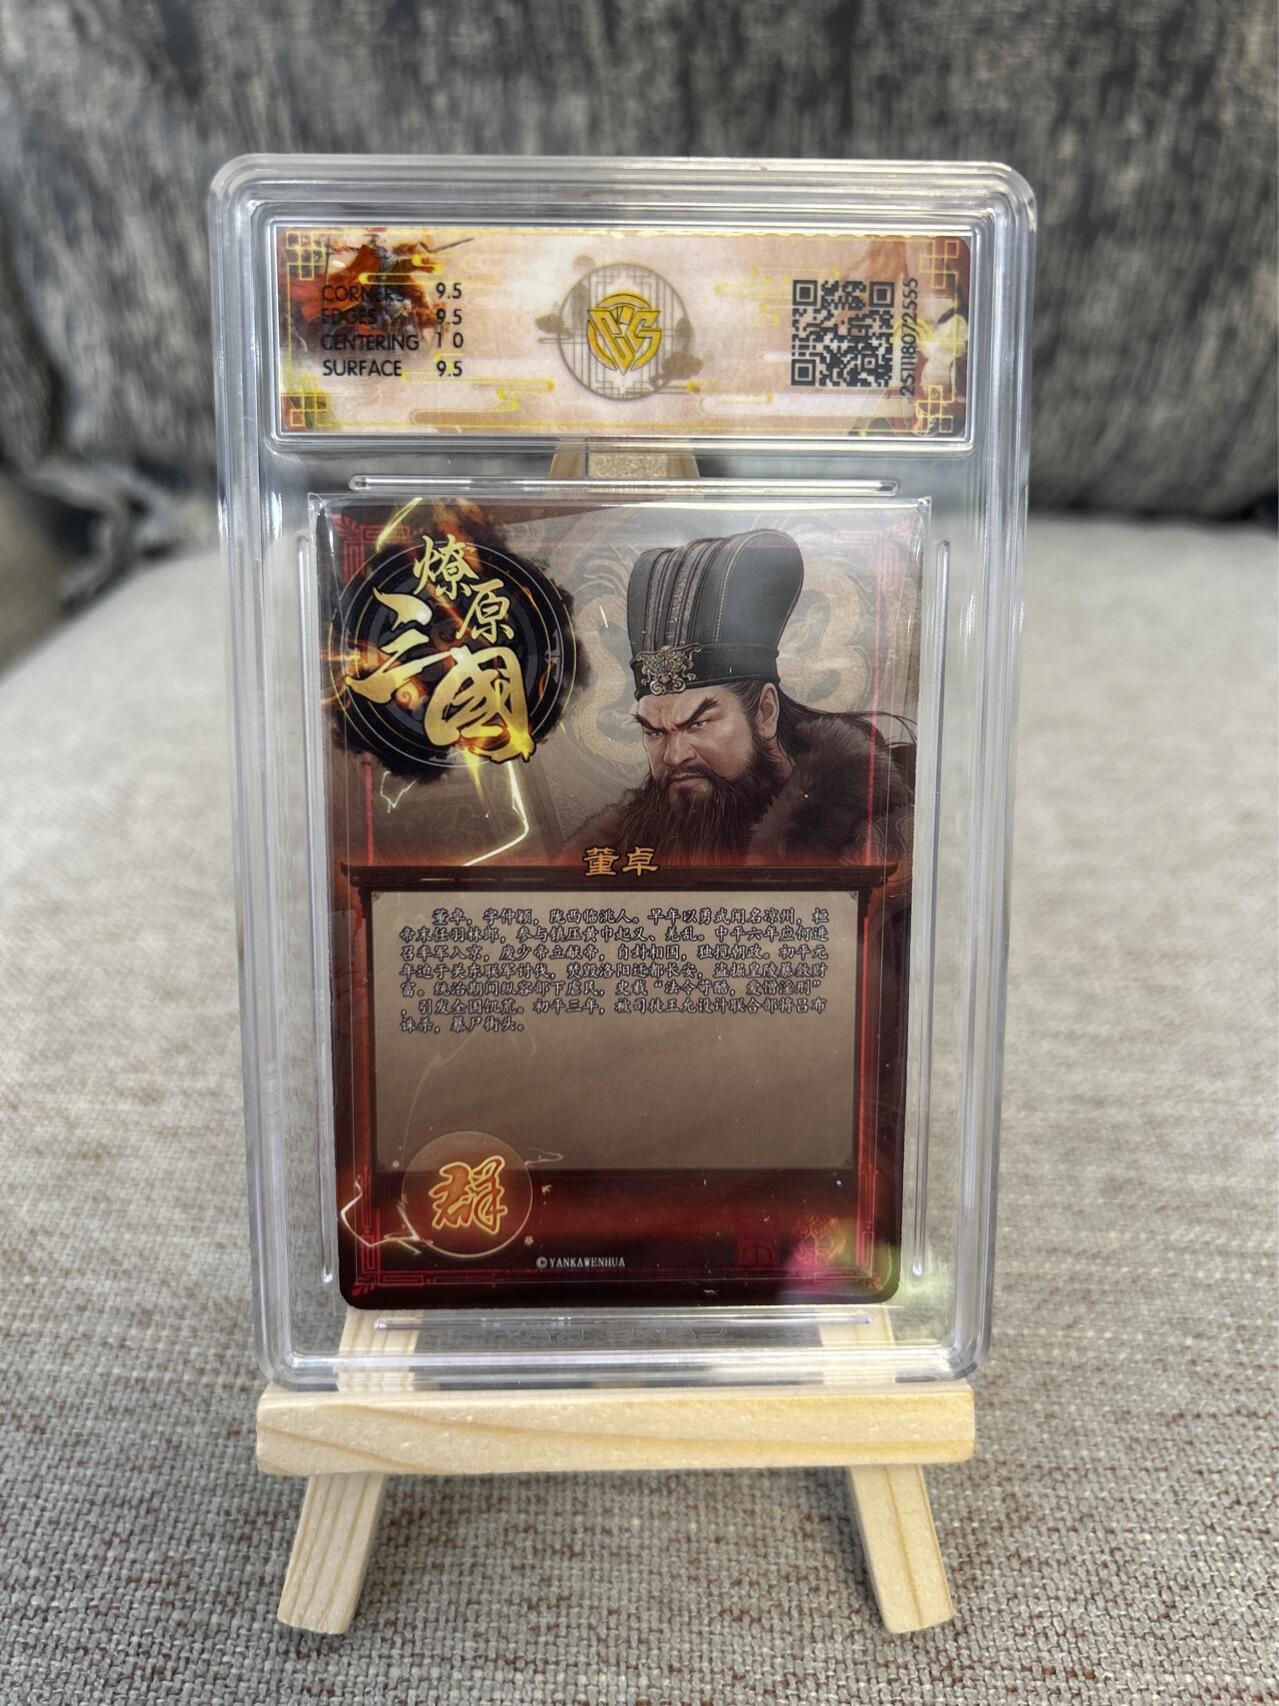 CORNERS 9.5
EDGES 9.5
CENTERING 10
SURFACE 9.5
251118072555
燎原
三國
董卓
董卓，字仲颖，陇西临洮人。早年以勇武闻名凉州，桓
帝末任羽林郎，参与镇压黄巾起义、羌乱。中平六年应何进
召率军入京，废少帝立献帝，自封相国，独揽朝政。初平元
年迫于关东联军讨伐，焚毁洛阳迁都长安，盗掘皇陵暴敛财
富。统治期间纵容部下虐民，史载“法令苛酷，爱憎淫刑”
，引发全国饥荒。初平三年，被司徒王允设计联合部将吕布
诛杀，暴尸街头。
群
©YANKAWENHUA